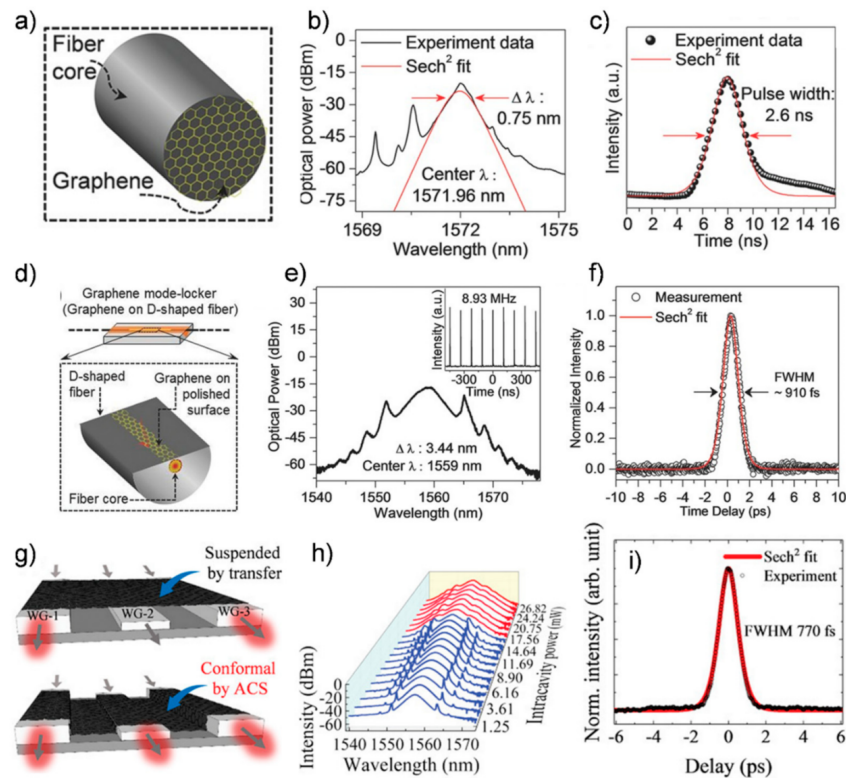 a)
Fiber
core
Graphene
b)
Optical power (dBm)
0
-15
-30
-45
-60
-75
Experiment data
Sech² fit
Δ λ :
0.75 nm
Center λ :
1571.96 nm
1569
1572
1575
Wavelength (nm)
c)
Intensity (a.u.)
Experiment data
Sech² fit
Pulse width:
2.6 ns
0 2 4 6 8 10 12 14 16
Time (ns)
d)
Graphene mode-locker
(Graphene on D-shaped fiber)
D-shaped
fiber
Graphene on
polished
surface
Fiber core
e)
Optical Power (dBm)
30
15
0
-15
-30
-45
-60
Intensity (a.u.)
8.93 MHz
-300 0 300
Time (ns)
Δ λ : 3.44 nm
Center λ : 1559 nm
1540 1550 1560 1570
Wavelength (nm)
f)
Normalized Intensity
1.0
0.8
0.6
0.4
0.2
0.0
Measurement
Sech² fit
FWHM
~ 910 fs
-10 -8 -6 -4 -2 0 2 4 6 8 10
Time Delay (ps)
g)
Suspended
by transfer
WG-1
WG-2
WG-3
Conformal
by ACS
h)
Intensity (dBm)
0
-20
-40
-60
1540 1550 1560 1570
Wavelength (nm)
26.82
24.24
20.75
17.56
14.64
11.69
8.90
6.16
3.61
1.25
Intracavity power (mW)
i)
Norm. intensity (arb. unit)
Sech² fit
Experiment
FWHM 770 fs
-6 -4 -2 0 2 4 6
Delay (ps)